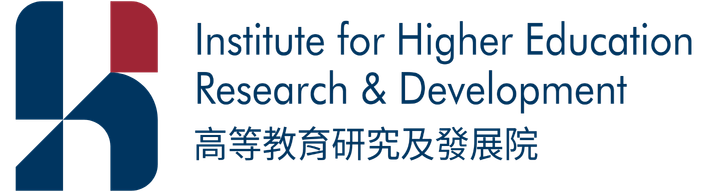 Institute for Higher Education
Research & Development
高等教育研究及發展院